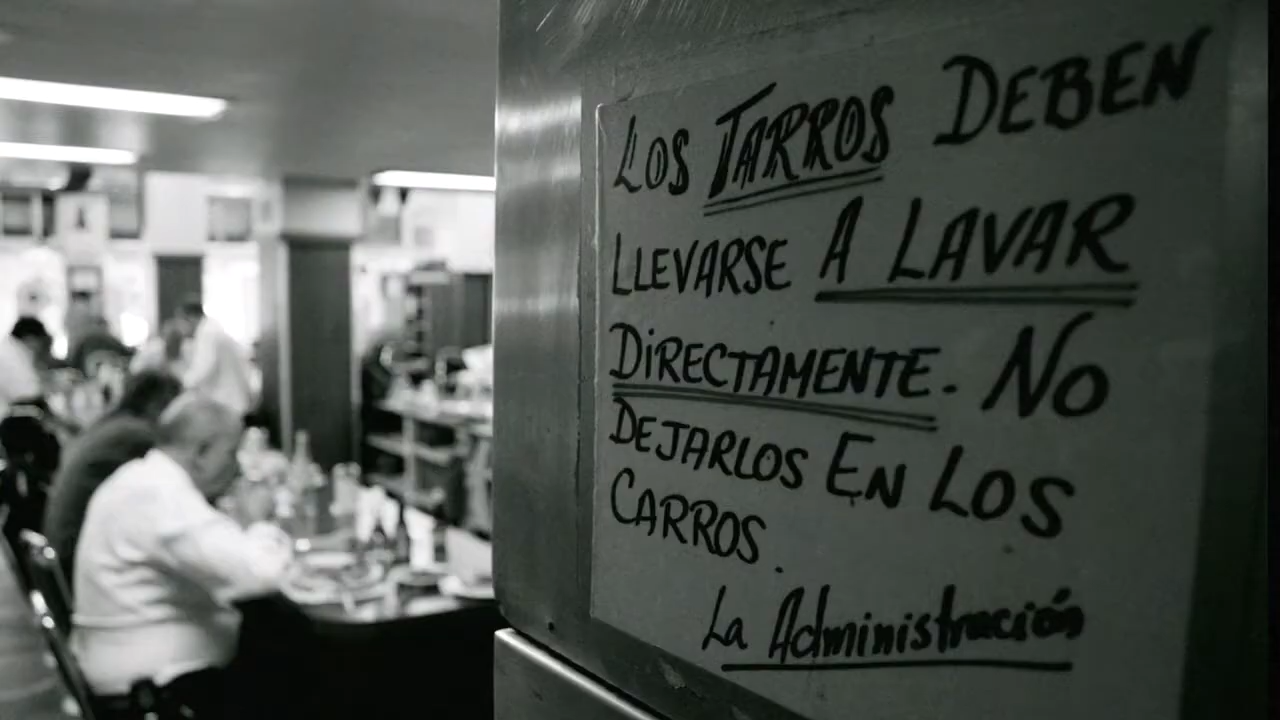 LOS TARROS DEBEN
LLEVARSE A LAVAR
DIRECTAMENTE. NO
DEJARLOS EN LOS
CARROS.
La Administración